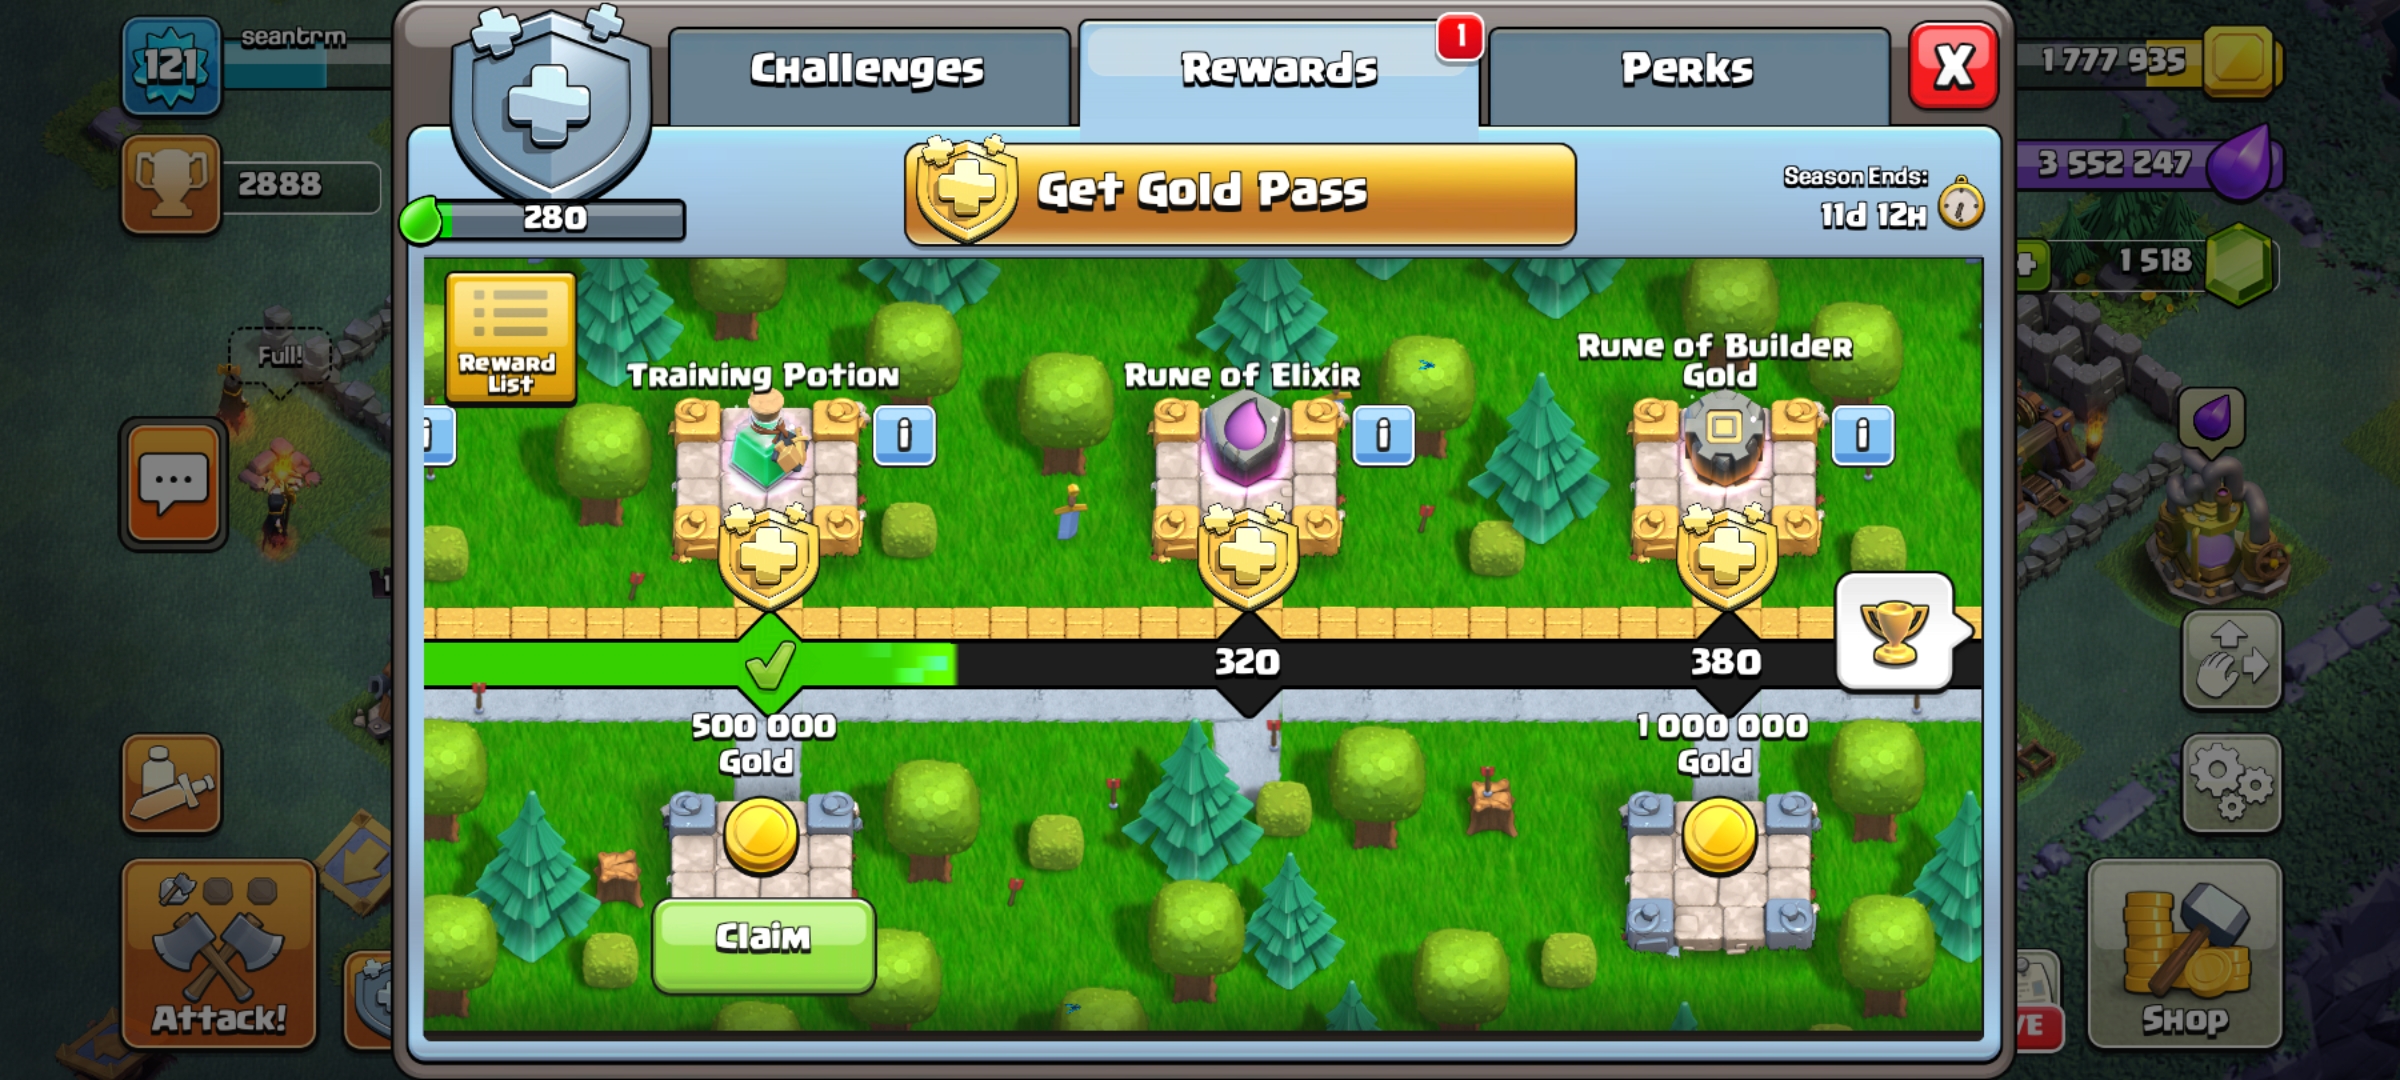 121
seantrm
Challenges
Rewards
1
Perks
X
1 777 935
2888
Get Gold Pass
Season Ends:
11d 12h
280
3 552 247
1 518
Full!
Reward
List
Training Potion
Rune of Elixir
Rune of Builder
Gold
i
i
i
i
320
380
500 000
Gold
1 000 000
Gold
Claim
Attack!
Shop